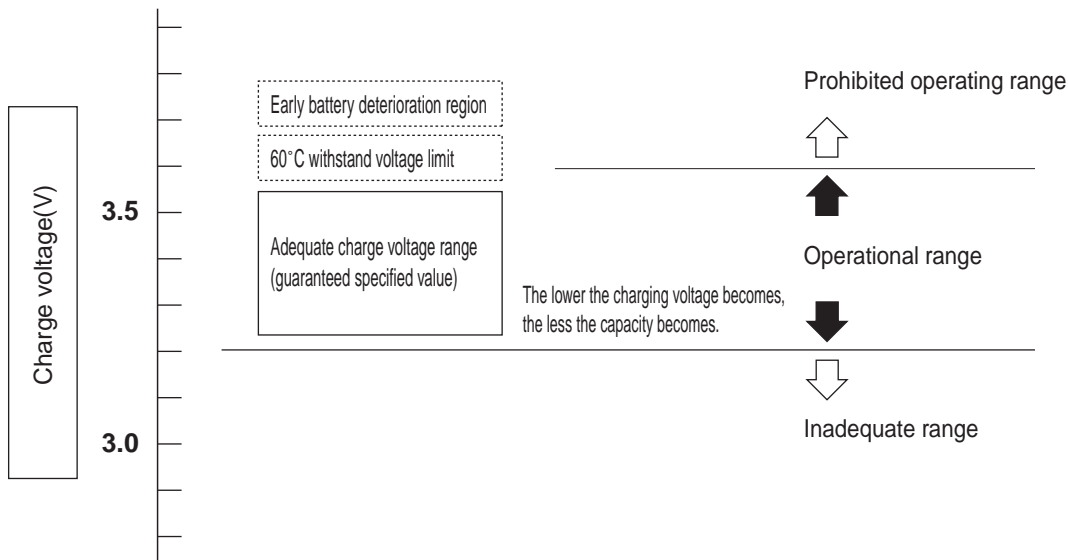 Charge voltage(V)
3.5
3.0
Early battery deterioration region
60°C withstand voltage limit
Adequate charge voltage range
(guaranteed specified value)
The lower the charging voltage becomes,
the less the capacity becomes.
Prohibited operating range
Operational range
Inadequate range